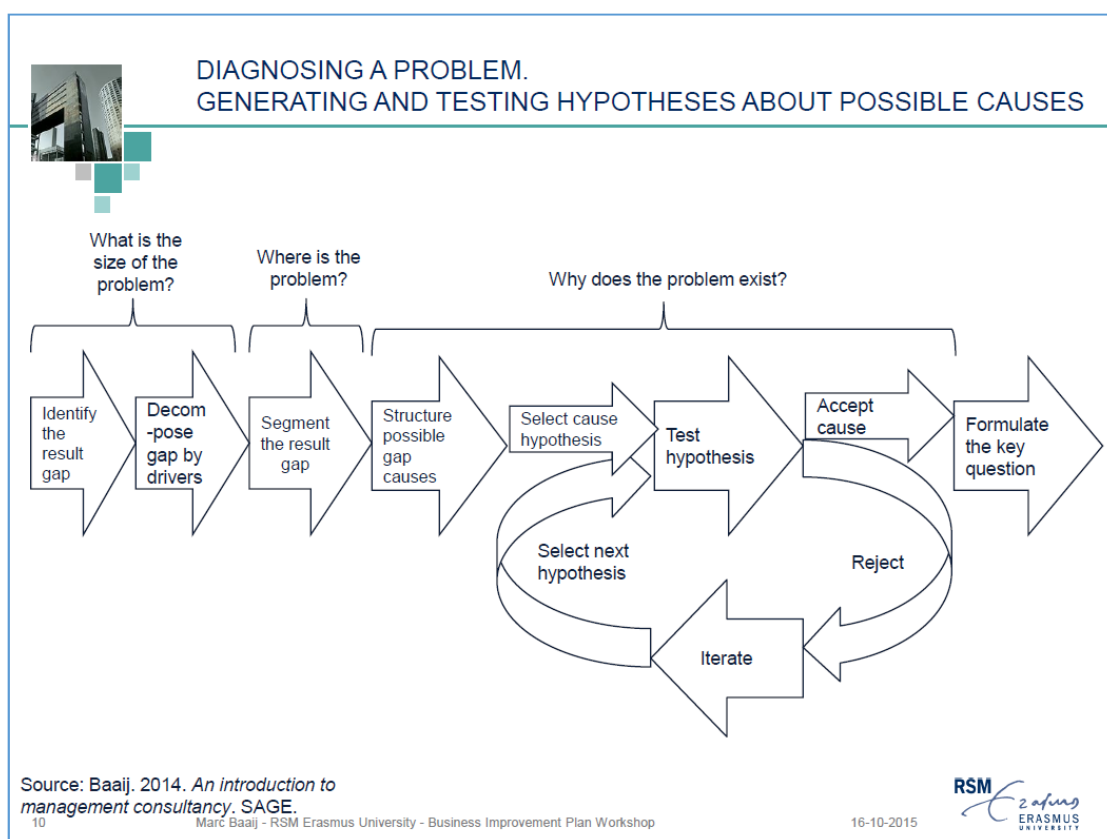 DIAGNOSING A PROBLEM.
GENERATING AND TESTING HYPOTHESES ABOUT POSSIBLE CAUSES
What is the
size of the
problem?
Where is the
problem?
Why does the problem exist?
Identify
the
result
gap
Decom
-pose
gap by
drivers
Segment
the result
gap
Structure
possible
gap
causes
Select cause
hypothesis
Test
hypothesis
Accept
cause
Formulate
the key
question
Select next
hypothesis
Reject
Iterate
Source: Baaij. 2014. An introduction to
management consultancy. SAGE.
10
Marc Baaij - RSM Erasmus University - Business Improvement Plan Workshop
16-10-2015
RSM
Erasmus
ERASMUS
UNIVERSITY